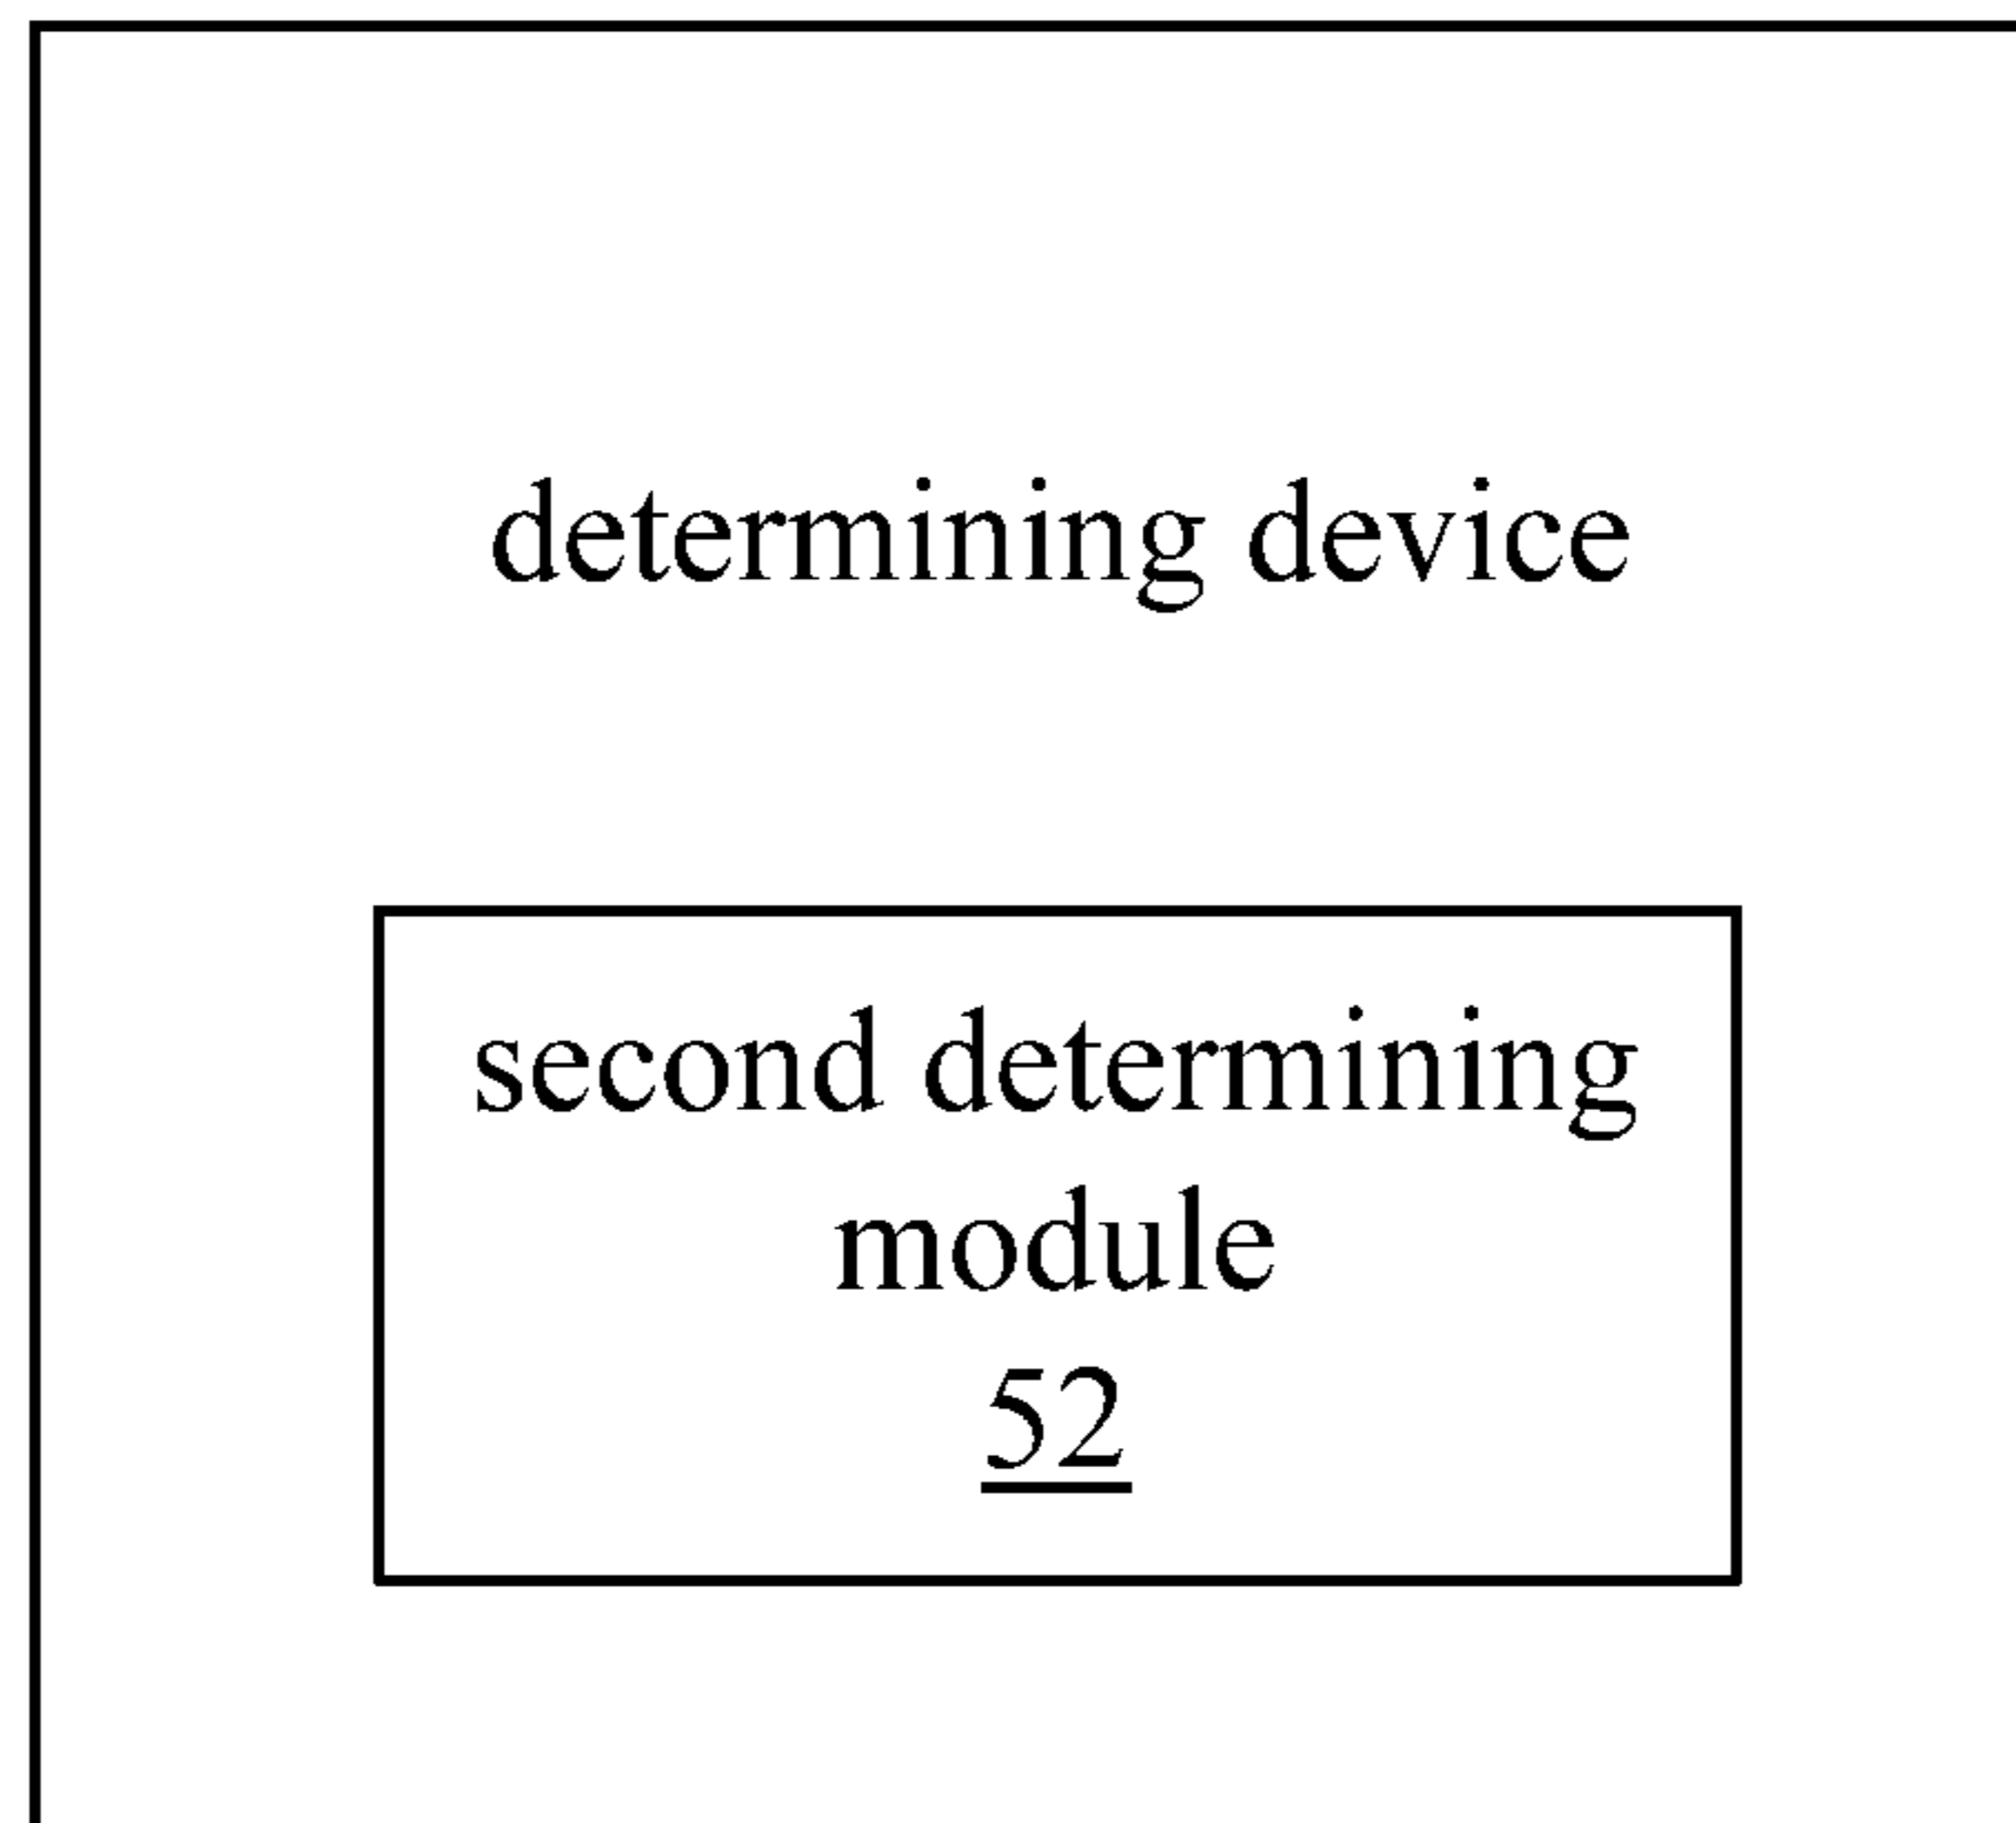 determining device
second determining
module
52